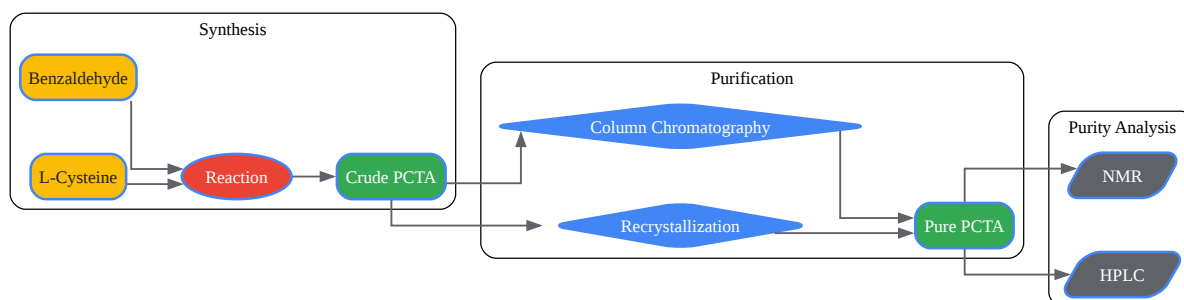 Synthesis
Benzaldehyde
L-Cysteine
Reaction
Crude PCTA
Purification
Column Chromatography
Recrystallization
Pure PCTA
Purity Analysis
NMR
HPLC